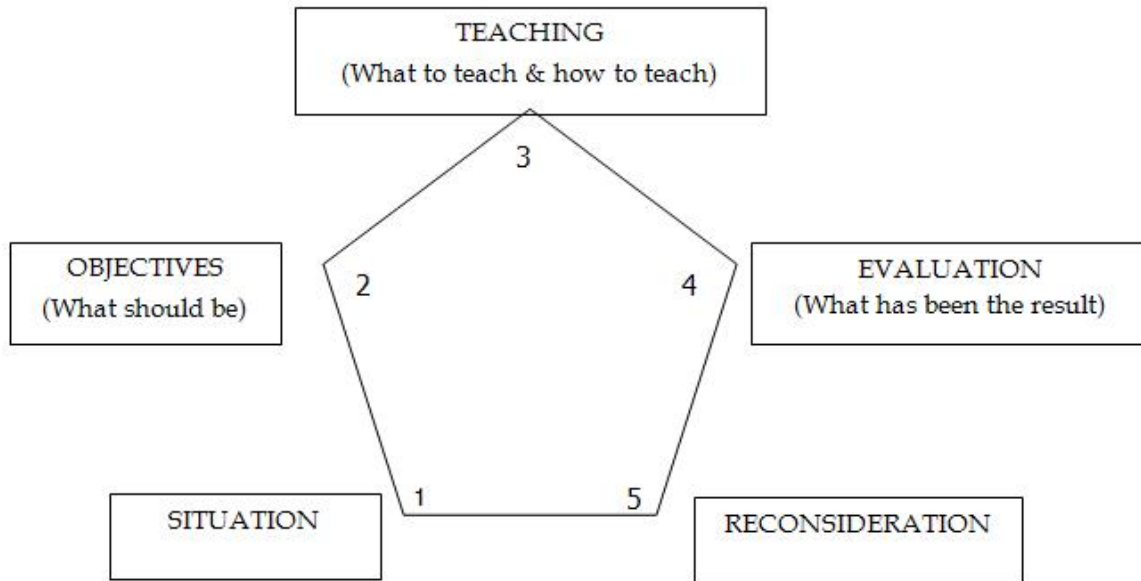 TEACHING
(What to teach & how to teach)
3
OBJECTIVES
(What should be)
2
4
EVALUATION
(What has been the result)
SITUATION
1
5
RECONSIDERATION